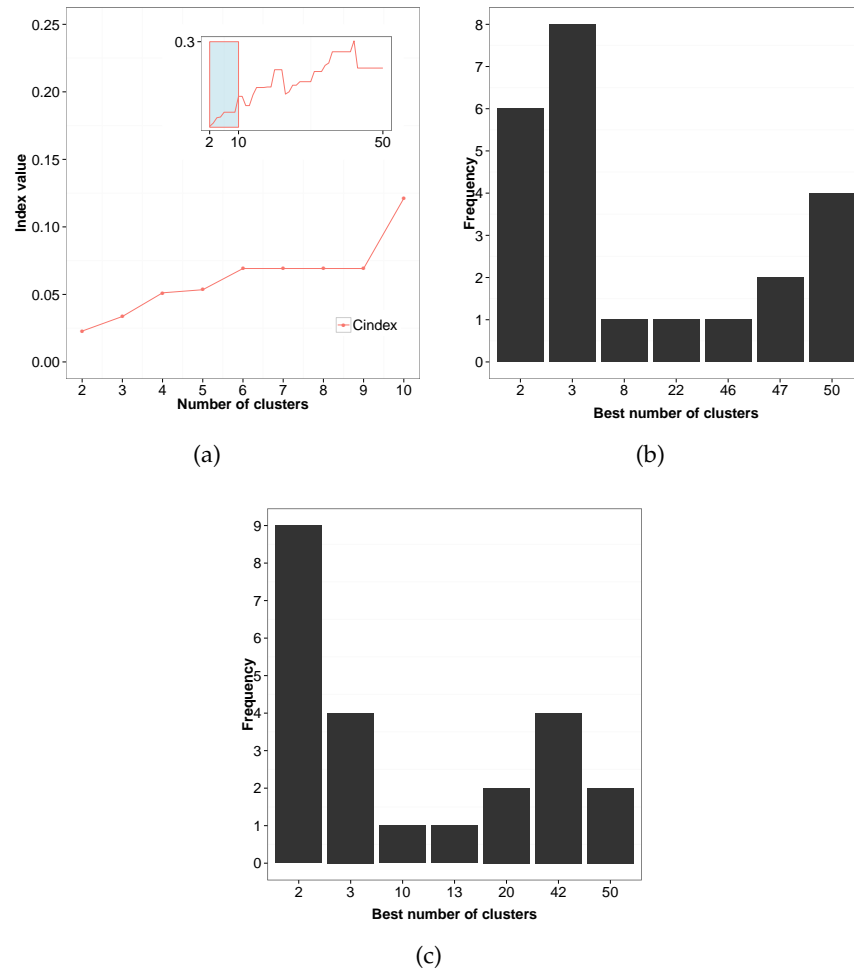 0.25
0.20
0.15
0.10
0.05
0.00
Index value
0.3
2 10 50
Cindex
2 3 4 5 6 7 8 9 10
Number of clusters
(a)
8
7
6
5
4
3
2
1
0
Frequency
2 3 8 22 46 47 50
Best number of clusters
(b)
9
8
7
6
5
4
3
2
1
0
Frequency
2 3 10 13 20 42 50
Best number of clusters
(c)